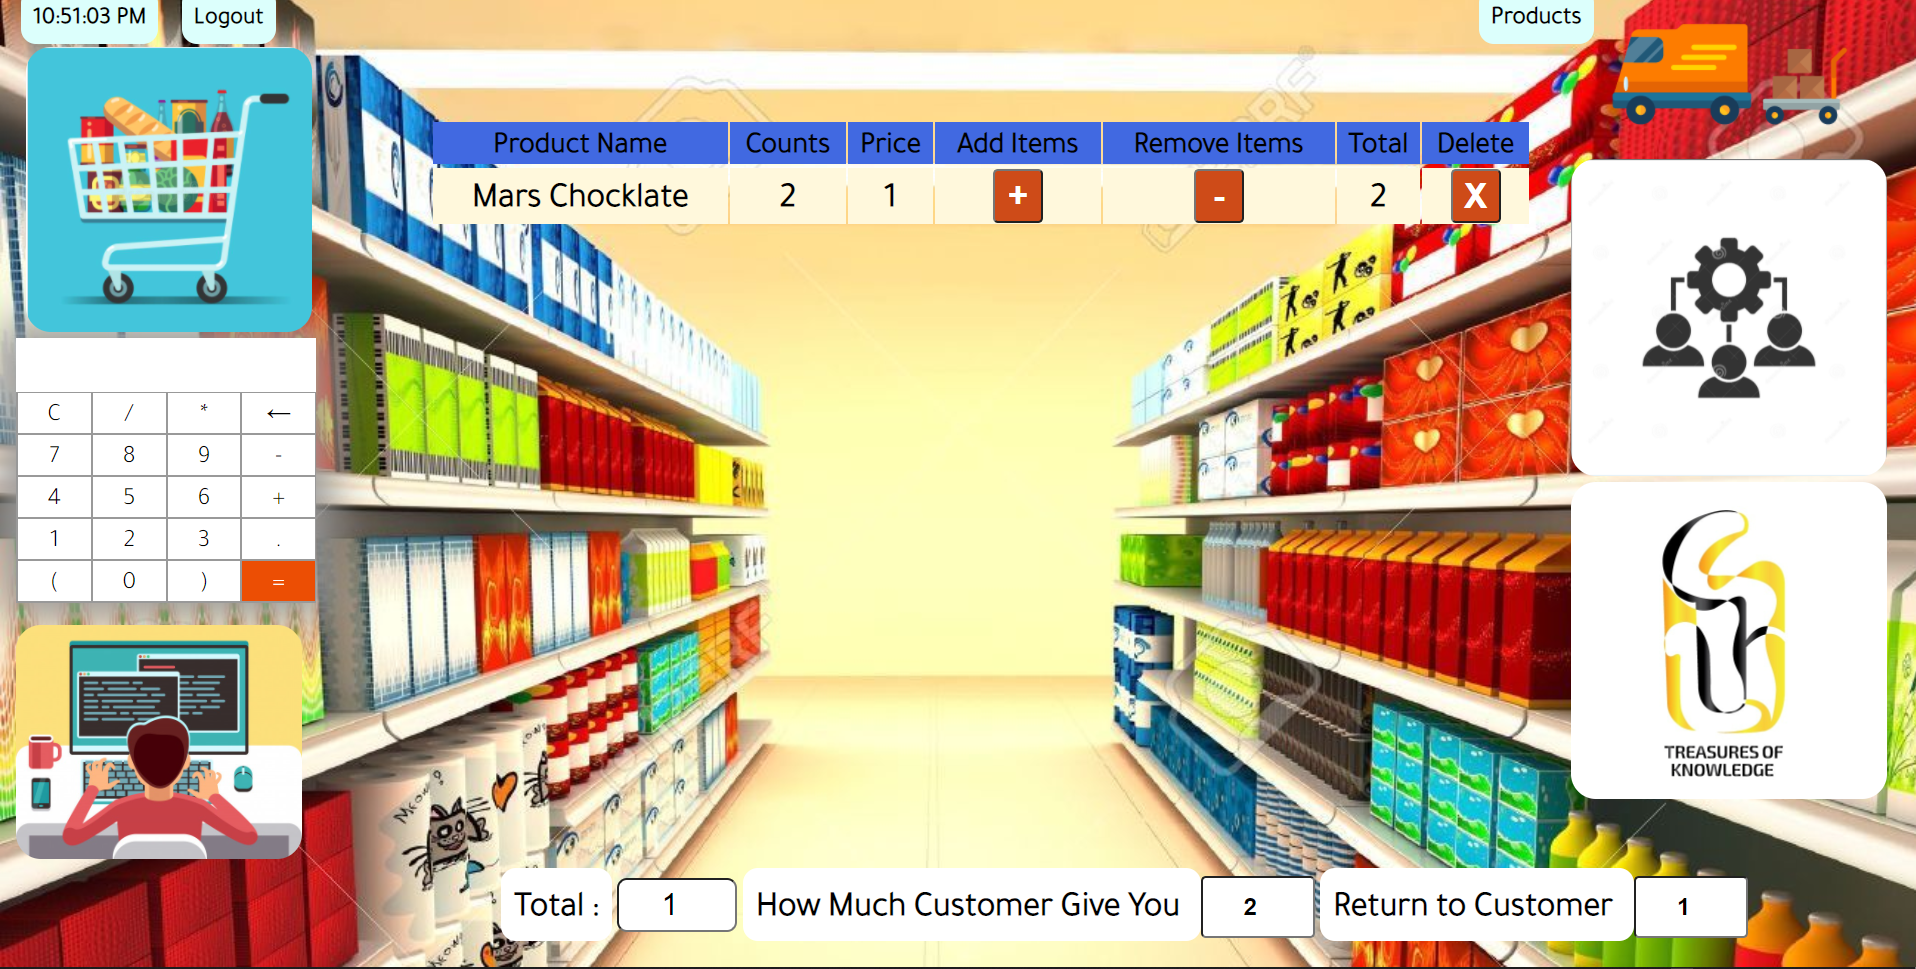 10:51:03 PM
Logout
Products
Product Name Counts Price Add Items Remove Items Total Delete
Mars Chocklate 2 1 + - 2 X
C / * ←
7 8 9 -
4 5 6 +
1 2 3 .
( 0 ) =
TREASURES OF
KNOWLEDGE
Meow
Total : 1 How Much Customer Give You 2 Return to Customer 1